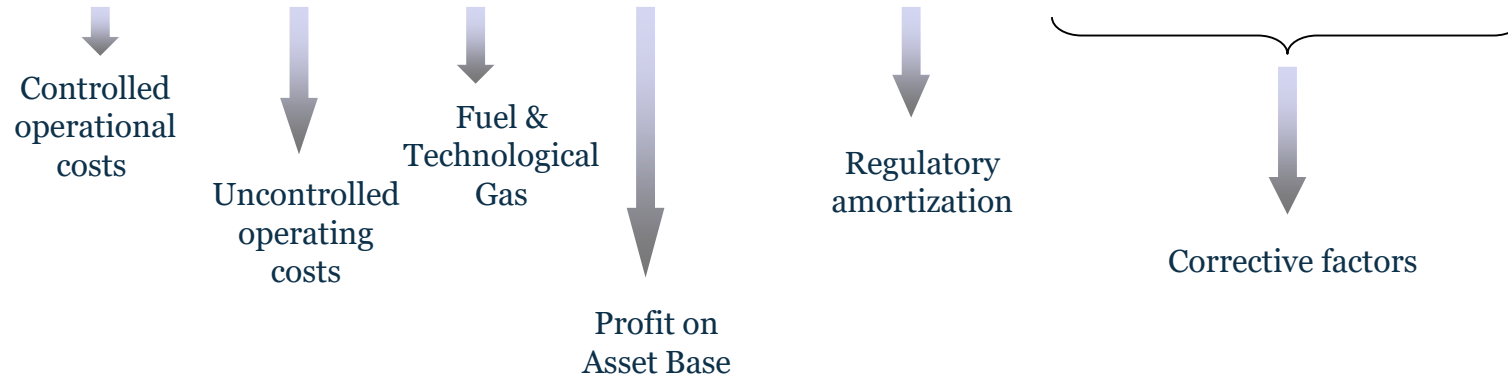 Controlled
operational
costs
Uncontrolled
operating
costs
Fuel &
Technological
Gas
Profit on
Asset Base
Regulatory
amortization
Corrective factors